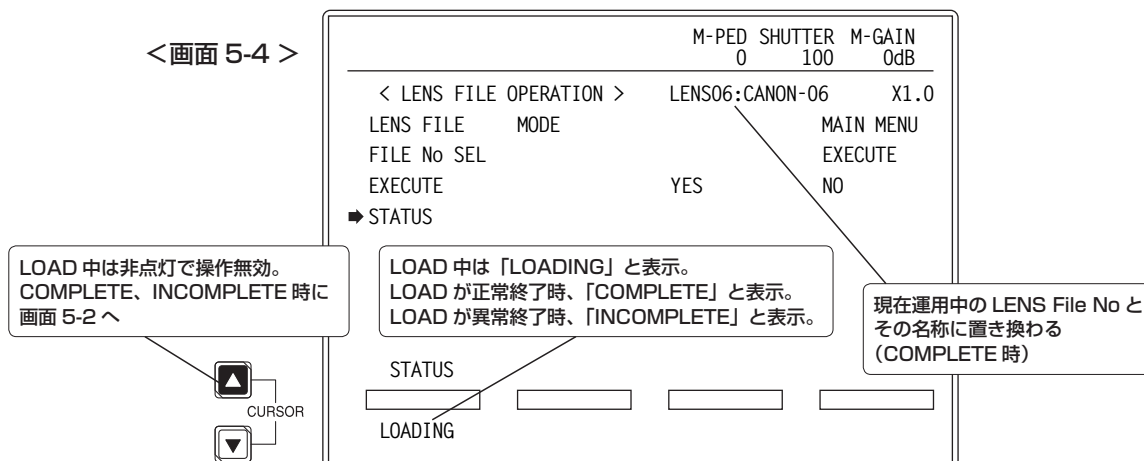 <画面 5-4 >
M-PED SHUTTER M-GAIN
0 100 0dB
< LENS FILE OPERATION > LENS06:CANON-06 X1.0
LENS FILE MODE MAIN MENU
FILE No SEL EXECUTE
EXECUTE YES NO
➡ STATUS
LOAD 中は非点灯で操作無効。
COMPLETE、INCOMPLETE 時に
画面 5-2 へ
LOAD 中は「LOADING」と表示。
LOAD が正常終了時、「COMPLETE」と表示。
LOAD が異常終了時、「INCOMPLETE」と表示。
現在運用中の LENS File No と
その名称に置き換わる
(COMPLETE 時)
STATUS
CURSOR
LOADING